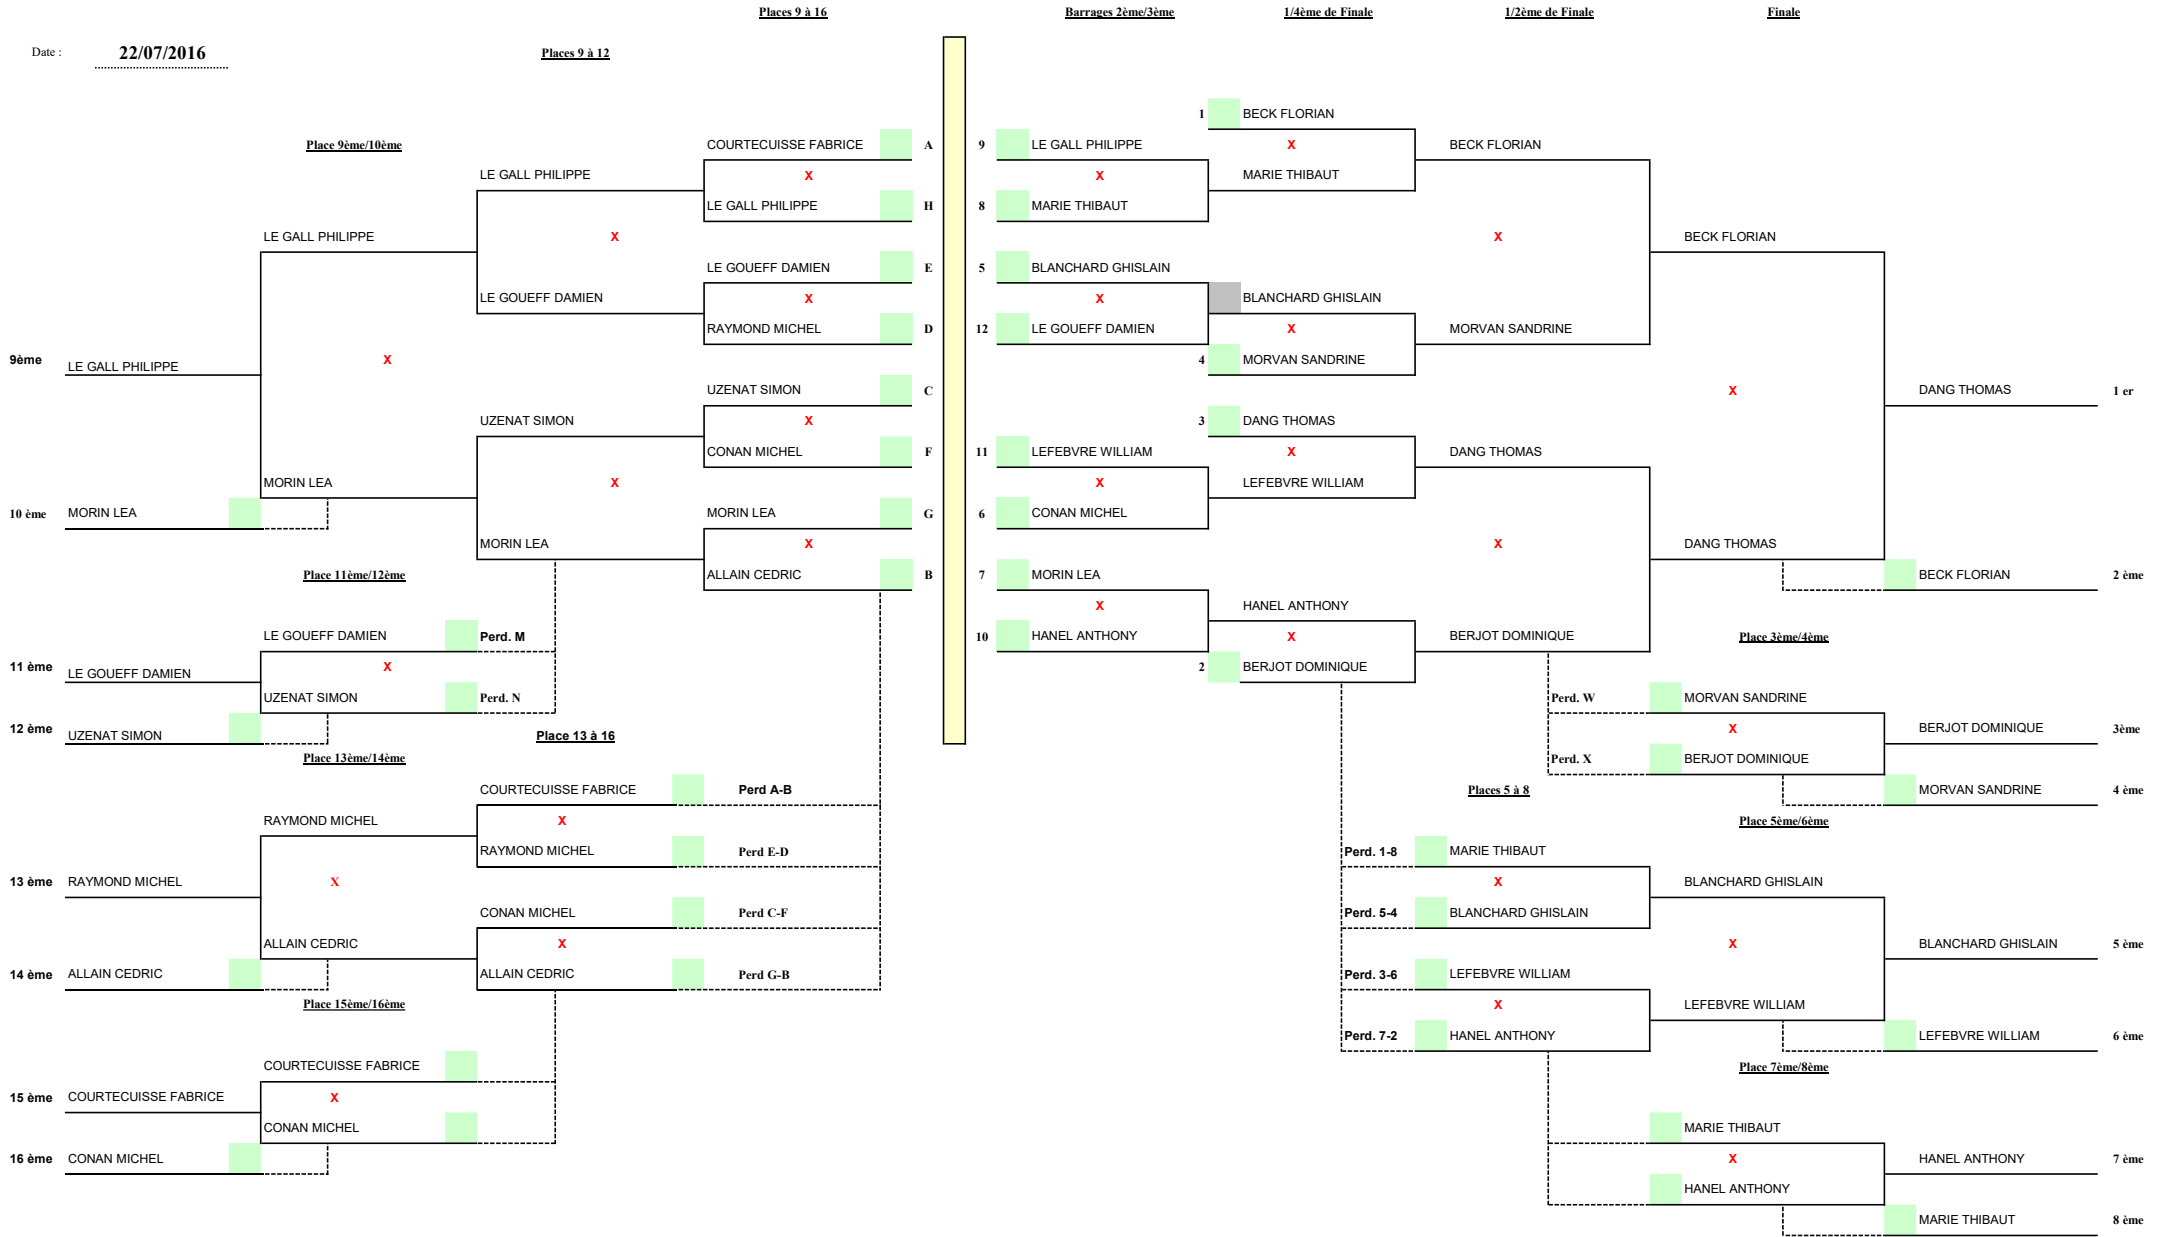 Places 9 à 16
Barrages 2ème/3ème
1/4ème de Finale
1/2ème de Finale
Finale
Date :
22/07/2016
Places 9 à 12
1
BECK FLORIAN
Place 9ème/10ème
COURTECUISSE FABRICE
A
9
LE GALL PHILIPPE
X
BECK FLORIAN
LE GALL PHILIPPE
X
X
MARIE THIBAUT
LE GALL PHILIPPE
H
8
MARIE THIBAUT
LE GALL PHILIPPE
X
X
BECK FLORIAN
LE GOUEFF DAMIEN
E
5
BLANCHARD GHISLAIN
LE GOUEFF DAMIEN
X
X
BLANCHARD GHISLAIN
RAYMOND MICHEL
D
12
LE GOUEFF DAMIEN
X
MORVAN SANDRINE
9ème
LE GALL PHILIPPE
X
4
MORVAN SANDRINE
UZENAT SIMON
C
X
DANG THOMAS
1 er
UZENAT SIMON
X
3
DANG THOMAS
CONAN MICHEL
F
11
LEFEBVRE WILLIAM
X
DANG THOMAS
MORIN LEA
X
X
LEFEBVRE WILLIAM
10 ème
MORIN LEA
MORIN LEA
G
6
CONAN MICHEL
MORIN LEA
X
X
DANG THOMAS
Place 11ème/12ème
ALLAIN CEDRIC
B
7
MORIN LEA
BECK FLORIAN
2 ème
X
HANEL ANTHONY
LE GOUEFF DAMIEN
Perd. M
10
HANEL ANTHONY
X
BERJOT DOMINIQUE
Place 3ème/4ème
11 ème
LE GOUEFF DAMIEN
X
2
BERJOT DOMINIQUE
UZENAT SIMON
Perd. N
Perd. W
MORVAN SANDRINE
12 ème
UZENAT SIMON
Place 13 à 16
X
BERJOT DOMINIQUE
3ème
Place 13ème/14ème
Perd. X
BERJOT DOMINIQUE
COURTECUISSE FABRICE
Perd A-B
Places 5 à 8
MORVAN SANDRINE
4 ème
RAYMOND MICHEL
X
Place 5ème/6ème
RAYMOND MICHEL
Perd E-D
Perd. 1-8
MARIE THIBAUT
13 ème
RAYMOND MICHEL
X
X
BLANCHARD GHISLAIN
CONAN MICHEL
Perd C-F
Perd. 5-4
BLANCHARD GHISLAIN
ALLAIN CEDRIC
X
X
BLANCHARD GHISLAIN
5 ème
14 ème
ALLAIN CEDRIC
ALLAIN CEDRIC
Perd G-B
Perd. 3-6
LEFEBVRE WILLIAM
Place 15ème/16ème
X
LEFEBVRE WILLIAM
Perd. 7-2
HANEL ANTHONY
LEFEBVRE WILLIAM
6 ème
COURTECUISSE FABRICE
Place 7ème/8ème
15 ème
COURTECUISSE FABRICE
X
CONAN MICHEL
MARIE THIBAUT
16 ème
CONAN MICHEL
X
HANEL ANTHONY
7 ème
HANEL ANTHONY
MARIE THIBAUT
8 ème